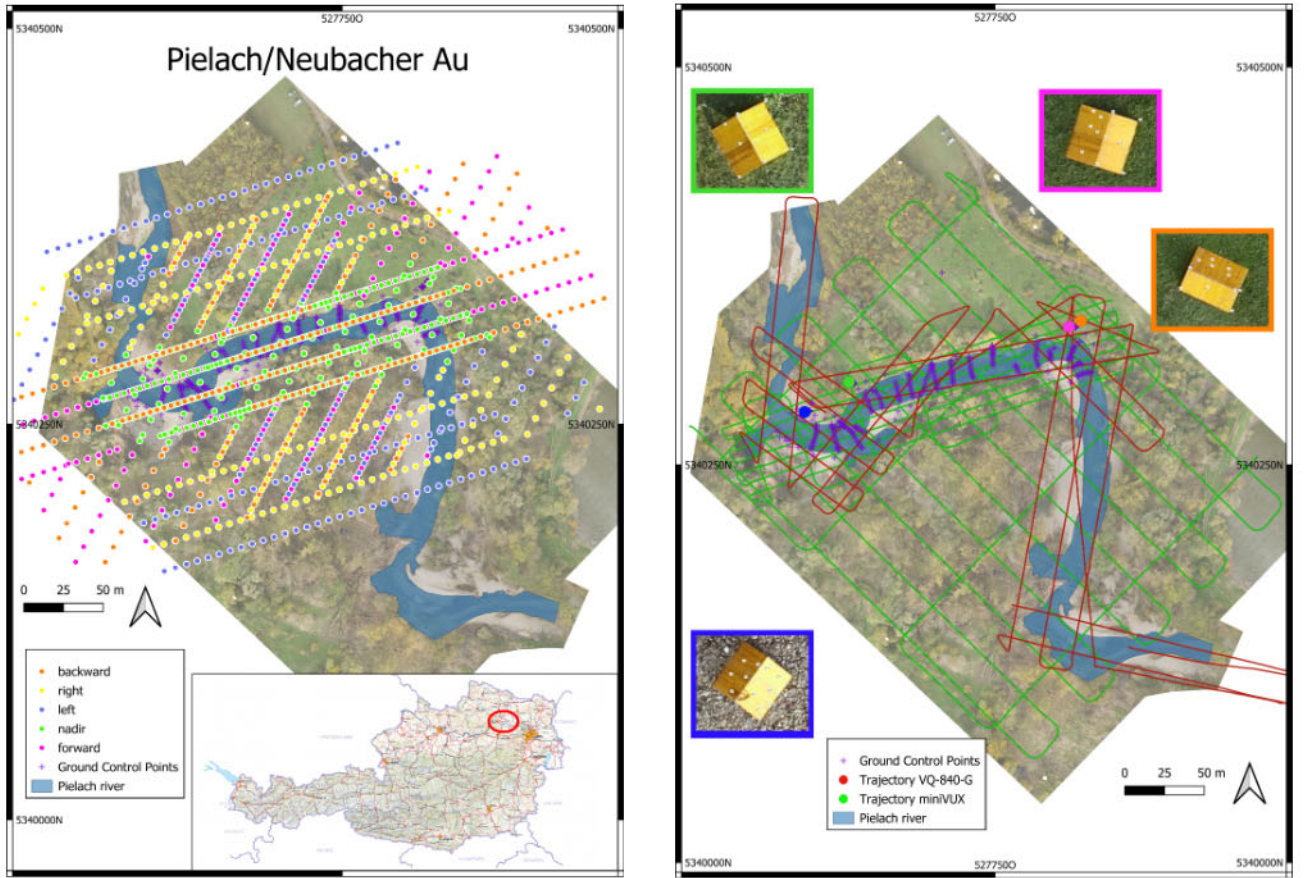 527750O
5340500N
5340500N
Pielach/Neubacher Au
5340250N
5340250N
0 25 50 m
backward
right
left
nadir
forward
Ground Control Points
Pielach river
5340000N
527750O
5340500N
5340500N
5340250N
5340250N
Ground Control Points
Trajectory VQ-840-G
Trajectory miniVUX
Pielach river
0 25 50 m
5340000N
5340000N
527750O